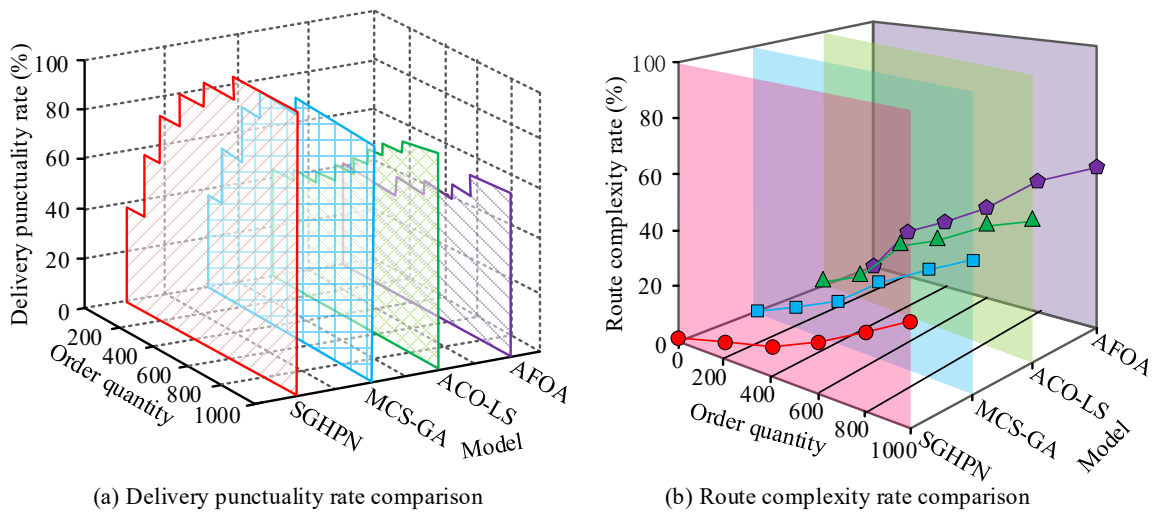 Delivery punctuality rate (%)
100
80
60
40
20
0
200
400
600
800
1000
Order quantity
SGHPN
MCS-GA
ACO-LS
AFOA
Model
(a) Delivery punctuality rate comparison
Route complexity rate (%)
100
80
60
40
20
0
0
200
400
600
800
1000
Order quantity
SGHPN
MCS-GA
ACO-LS
AFOA
Model
(b) Route complexity rate comparison